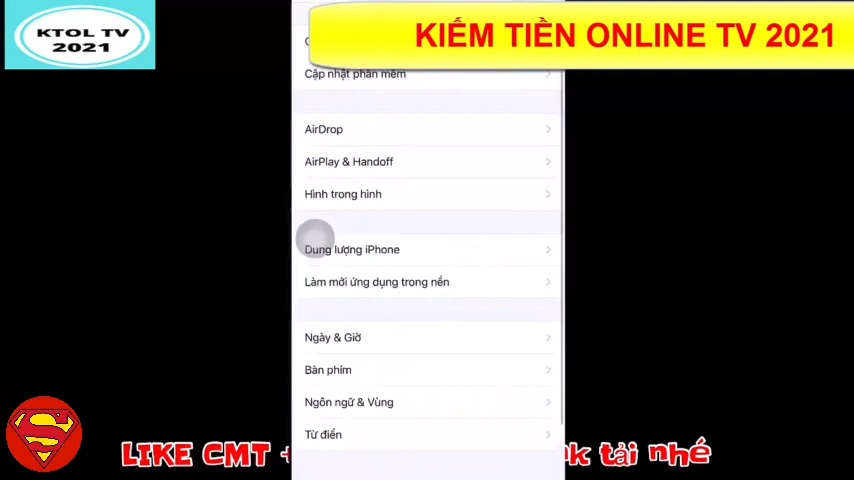 KTOL TV
2021
KIẾM TIỀN ONLINE TV 2021
Cập nhật phần mềm
AirDrop
AirPlay & Handoff
Hình trong hình
Dung lượng iPhone
Làm mới ứng dụng trong nền
Ngày & Giờ
Bàn phím
Ngôn ngữ & Vùng
Từ điển
LIKE CMT + tải nhé